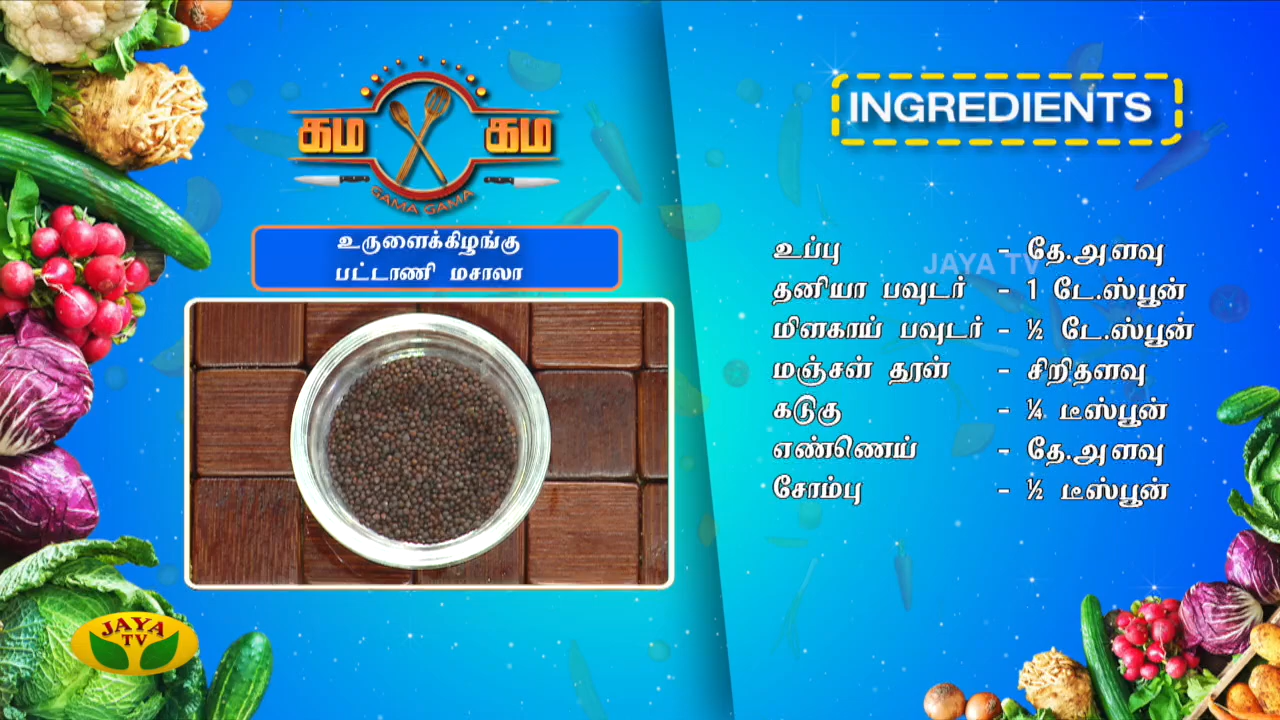 கம கம
GAMA GAMA
உருளைக்கிழங்கு
பட்டாணி மசாலா
INGREDIENTS
JAYA TV
உப்பு - தே.அளவு
தனியா பவுடர் - 1 டே.ஸ்பூன்
மிளகாய் பவுடர் - ½ டே.ஸ்பூன்
மஞ்சள் தூள் - சிறிதளவு
கடுகு - ¼ டீஸ்பூன்
எண்ணெய் - தே.அளவு
சோம்பு - ½ டீஸ்பூன்
JAYA
TV